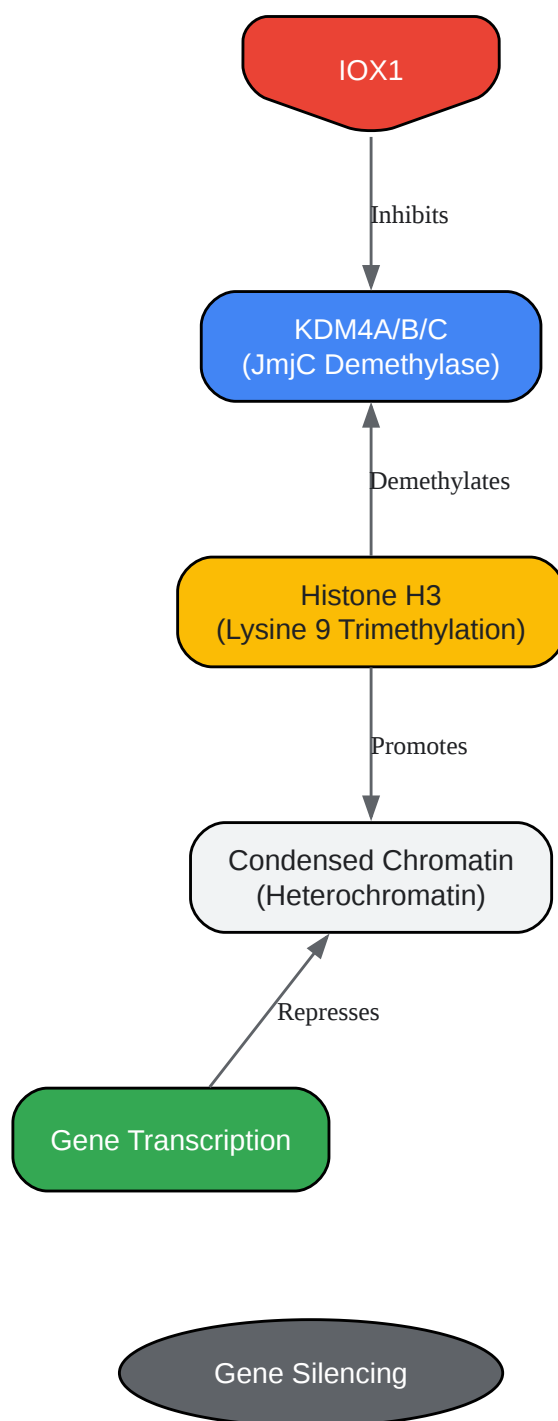 IOX1
Inhibits
KDM4A/B/C
(JmjC Demethylase)
Demethylates
Histone H3
(Lysine 9 Trimethylation)
Promotes
Condensed Chromatin
(Heterochromatin)
Represses
Gene Transcription
Gene Silencing